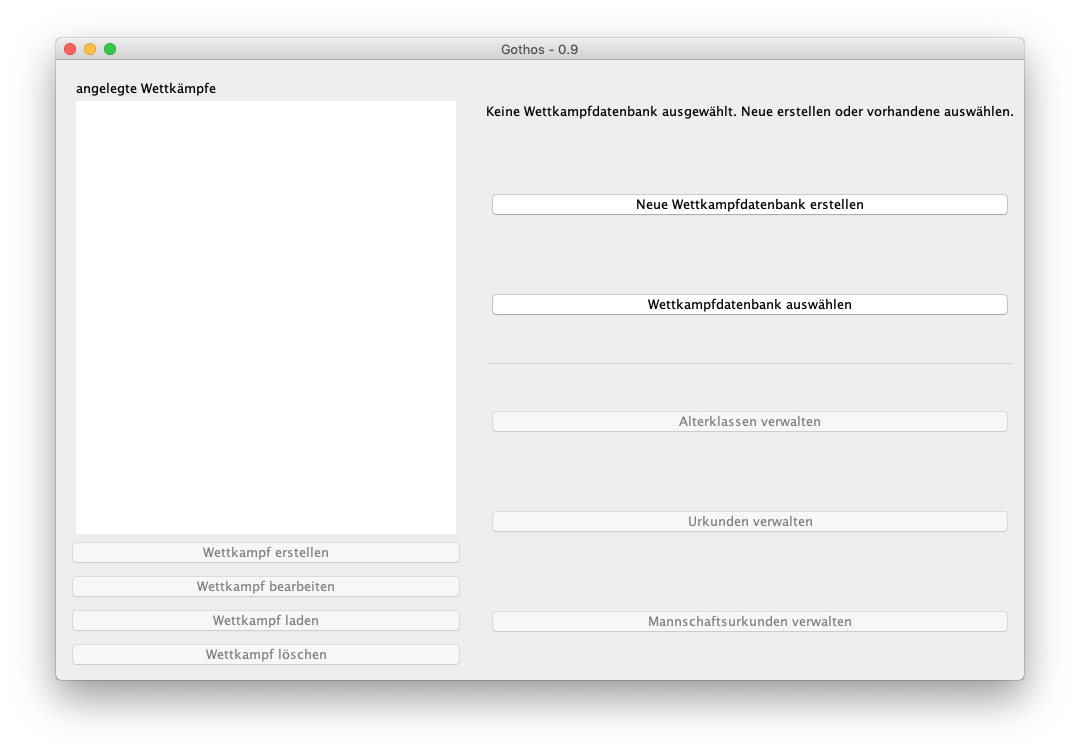 Gothos - 0.9
angelegte Wettkämpfe
Keine Wettkampfdatenbank ausgewählt. Neue erstellen oder vorhandene auswählen.
Neue Wettkampfdatenbank erstellen
Wettkampfdatenbank auswählen
Alterklassen verwalten
Urkunden verwalten
Mannschaftsurkunden verwalten
Wettkampf erstellen
Wettkampf bearbeiten
Wettkampf laden
Wettkampf löschen